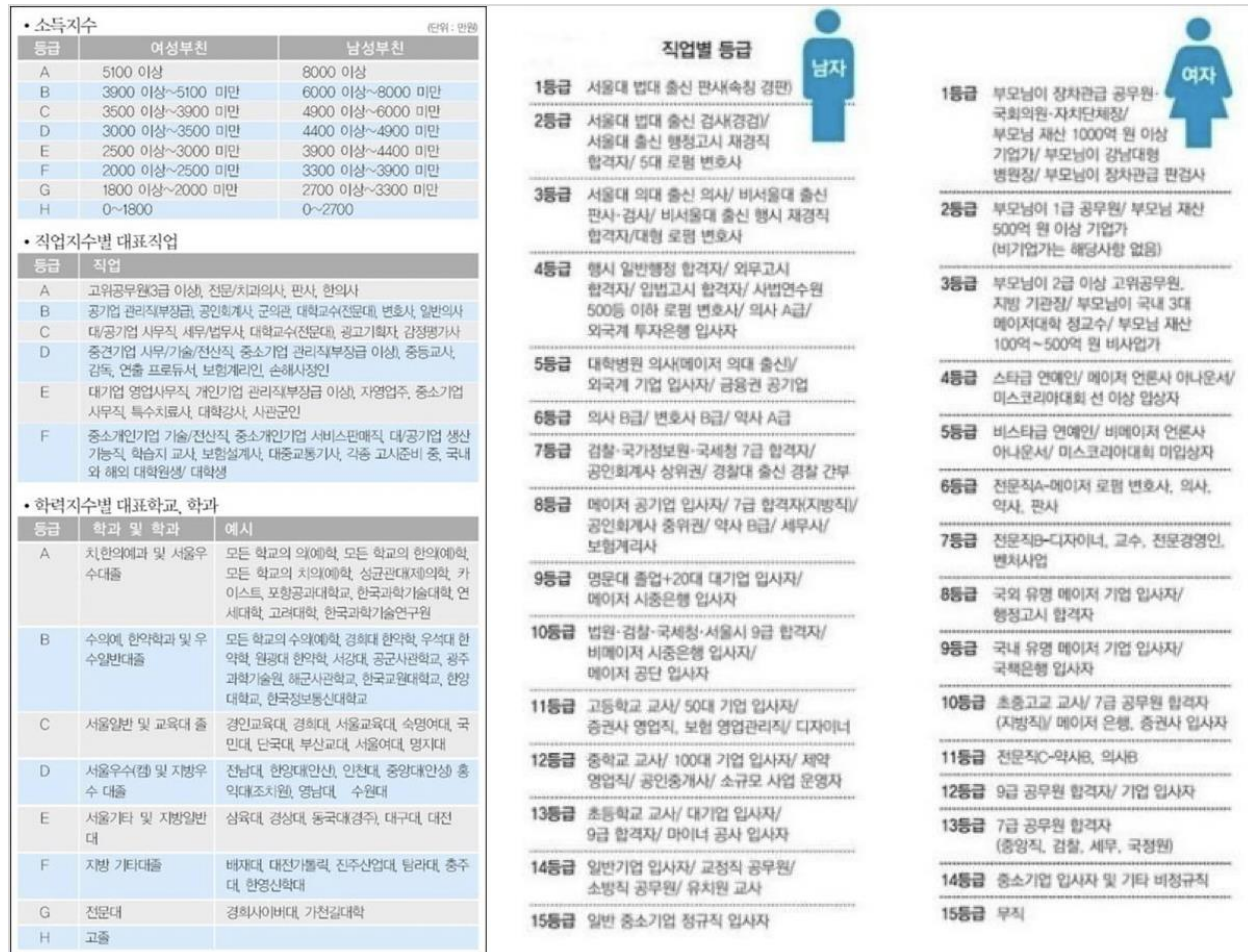 • 소득지수
(단위 : 만원)
등급 여성부친 남성부친
A 5100 이상 8000 이상
B 3900 이상~5100 미만 6000 이상~8000 미만
C 3500 이상~3900 미만 4900 이상~6000 미만
D 3000 이상~3500 미만 4400 이상~4900 미만
E 2500 이상~3000 미만 3900 이상~4400 미만
F 2000 이상~2500 미만 3300 이상~3900 미만
G 1800 이상~2000 미만 2700 이상~3300 미만
H 0~1800 0~2700
• 직업지수별 대표직업
등급 직업
A 고위공무원(3급 이상), 전문/치과의사, 판사, 한의사
B 공기업 관리직(부장급), 공인회계사, 군의관, 대학교수(전문대), 변호사, 일반의사
C 대/공기업 사무직, 세무/법무사, 대학교수(전문대), 광고기획자, 감정평가사
D 중견기업 사무/기술/전산직, 중소기업 관리직(부장급 이상), 중등교사,
감독, 연출 프로듀서, 보험계리인, 손해사정인
E 대기업 영업사무직, 개인기업 관리직(부장급 이상), 자영업주, 중소기업
사무직, 특수치료사, 대학강사, 사관군인
F 중소개인기업 기술/전산직, 중소개인기업 서비스판매직, 대/공기업 생산
기능직, 학습지 교사, 보험설계사, 대중교통기사, 각종 고시준비 중, 국내
와 해외 대학원생/ 대학생
• 학력지수별 대표학교, 학과
등급 학과 및 학과 예시
A 치,한의예과 및 서울우 모든 학교의 의(예)학, 모든 학교의 한의(예)학,
수대졸 모든 학교의 치의(예)학, 성균관대(제)의학, 카
이스트, 포항공과대학교, 한국과학기술대학, 연
세대학, 고려대학, 한국과학기술연구원
B 수의예, 한약학과 및 우 모든 학교의 수의(예)학, 경희대 한약학, 우석대 한
수일반대졸 약학, 원광대 한약학, 서강대, 공군사관학교, 광주
과학기술원, 해군사관학교, 한국교원대학교, 한양
대학교, 한국정보통신대학교
C 서울일반 및 교육대 졸 경인교육대, 경희대, 서울교육대, 숙명여대, 국
민대, 단국대, 부산교대, 서울여대, 명지대
D 서울우수(캠) 및 지방우 전남대, 한양대(안산), 인천대, 중앙대(안성) 홍
수 대졸 익대(조치원), 영남대, 수원대
E 서울기타 및 지방일반 삼육대, 경상대, 동국대(경주), 대구대, 대전
대
F 지방 기타대졸 배재대, 대전가톨릭, 진주산업대, 탐라대, 충주
대, 한영신학대
G 전문대 경희사이버대, 가천길대학
H 고졸
직업별 등급
남자
1등급 서울대 법대 출신 판사(속칭 경판)
2등급 서울대 법대 출신 검사(경검)/
서울대 출신 행정고시 재경직
합격자/ 5대 로펌 변호사
3등급 서울대 의대 출신 의사/ 비서울대 출신
판사·검사/ 비서울대 출신 행시 재경직
합격자/대형 로펌 변호사
4등급 행시 일반행정 합격자/ 외무고시
합격자/ 입법고시 합격자/ 사법연수원
500등 이하 로펌 변호사/ 의사 A급/
외국계 투자은행 입사자
5등급 대학병원 의사(메이저 의대 출신)/
외국계 기업 입사자/ 금융권 공기업
6등급 의사 B급/ 변호사 B급/ 약사 A급
7등급 검찰·국가정보원·국세청 7급 합격자/
공인회계사 상위권/ 경찰대 출신 경찰 간부
8등급 메이저 공기업 입사자/ 7급 합격자(지방직)/
공인회계사 중위권/ 약사 B급/ 세무사/
보험계리사
9등급 명문대 졸업+20대 대기업 입사자/
메이저 시중은행 입사자
10등급 법원·검찰·국세청·서울시 9급 합격자/
비메이저 시중은행 입사자/
메이저 공단 입사자
11등급 고등학교 교사/ 50대 기업 입사자/
증권사 영업직, 보험 영업관리직/ 디자이너
12등급 중학교 교사/ 100대 기업 입사자/ 제약
영업직/ 공인중개사/ 소규모 사업 운영자
13등급 초등학교 교사/ 대기업 입사자/
9급 합격자/ 마이너 공사 입사자
14등급 일반기업 입사자/ 교정직 공무원/
소방직 공무원/ 유치원 교사
15등급 일반 중소기업 정규직 입사자
여자
1등급 부모님이 장차관급 공무원·
국회의원·자치단체장/
부모님 재산 1000억 원 이상
기업가/ 부모님이 강남대형
병원장/ 부모님이 장차관급 판검사
2등급 부모님이 1급 공무원/ 부모님 재산
500억 원 이상 기업가
(비기업가는 해당사항 없음)
3등급 부모님이 2급 이상 고위공무원,
지방 기관장/ 부모님이 국내 3대
메이저대학 정교수/ 부모님 재산
100억~500억 원 비사업가
4등급 스타급 연예인/ 메이저 언론사 아나운서/
미스코리아대회 선 이상 입상자
5등급 비스타급 연예인/ 비메이저 언론사
아나운서/ 미스코리아대회 미입상자
6등급 전문직A-메이저 로펌 변호사, 의사,
약사, 판사
7등급 전문직B-디자이너, 교수, 전문경영인,
벤처사업
8등급 국외 유명 메이저 기업 입사자/
행정고시 합격자
9등급 국내 유명 메이저 기업 입사자/
국책은행 입사자
10등급 초중고교 교사/ 7급 공무원 합격자
(지방직)/ 메이저 은행, 증권사 입사자
11등급 전문직C-약사B, 의사B
12등급 9급 공무원 합격자/ 기업 입사자
13등급 7급 공무원 합격자
(중앙직, 검찰, 세무, 국정원)
14등급 중소기업 입사자 및 기타 비정규직
15등급 무직